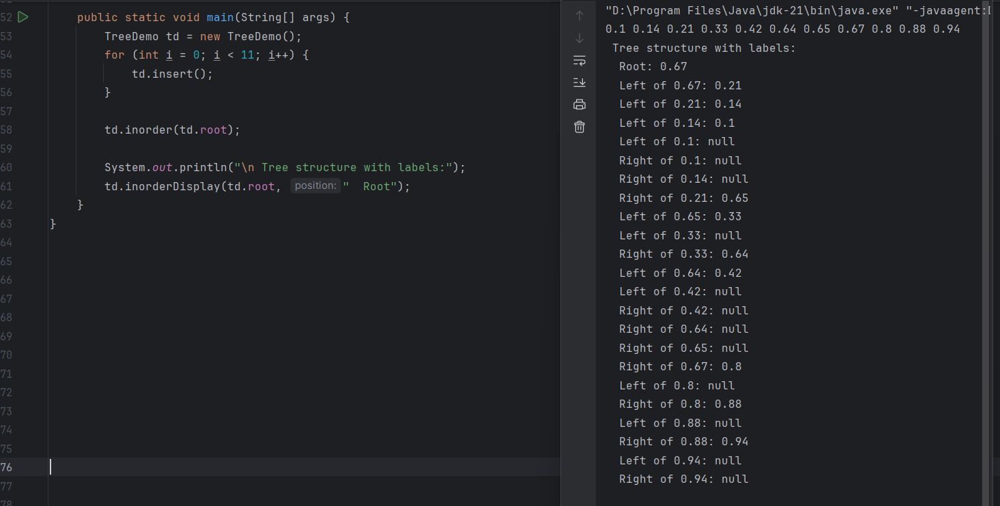 52 public static void main(String[] args) {
53 TreeDemo td = new TreeDemo();
54 for (int i = 0; i < 11; i++) {
55 td.insert();
56 }
57
58 td.inorder(td.root);
59
60 System.out.println("\n Tree structure with labels:");
61 td.inorderDisplay(td.root, position: "  Root");
62 }
63 }
64
65
66
67
68
69
70
71
72
73
74
75
76
77
78
"D:\Program Files\Java\jdk-21\bin\java.exe" "-javaagent:
0.1 0.14 0.21 0.33 0.42 0.64 0.65 0.67 0.8 0.88 0.94
Tree structure with labels:
Root: 0.67
Left of 0.67: 0.21
Left of 0.21: 0.14
Left of 0.14: 0.1
Left of 0.1: null
Right of 0.1: null
Right of 0.14: null
Right of 0.21: 0.65
Left of 0.65: 0.33
Left of 0.33: null
Right of 0.33: 0.64
Left of 0.64: 0.42
Left of 0.42: null
Right of 0.42: null
Right of 0.64: null
Right of 0.65: null
Right of 0.67: 0.8
Left of 0.8: null
Right of 0.8: 0.88
Left of 0.88: null
Right of 0.88: 0.94
Left of 0.94: null
Right of 0.94: null